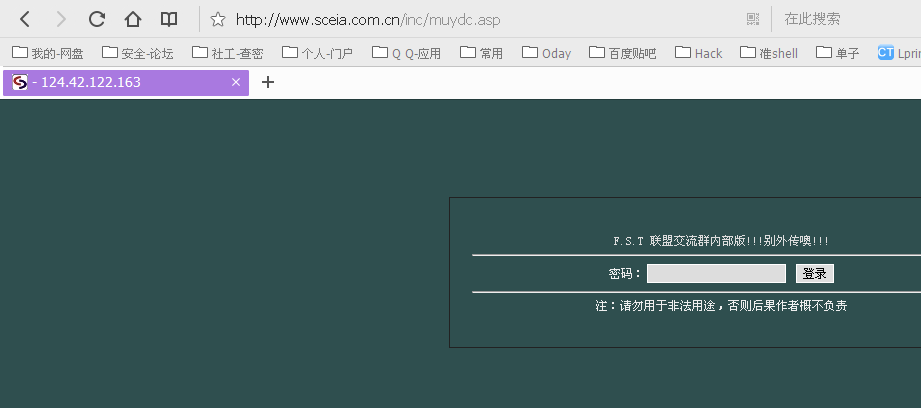 http://www.sceia.com.cn/inc/muydc.asp
在此搜索
我的-网盘 安全-论坛 社工-查密 个人-门户 Q Q-应用 常用 Oday 百度贴吧 Hack 准shell 单子 CT Lprin
- 124.42.122.163
F.S.T 联盟交流群内部版!!!别外传噢!!!
密码： 登录
注：请勿用于非法用途，否则后果作者概不负责